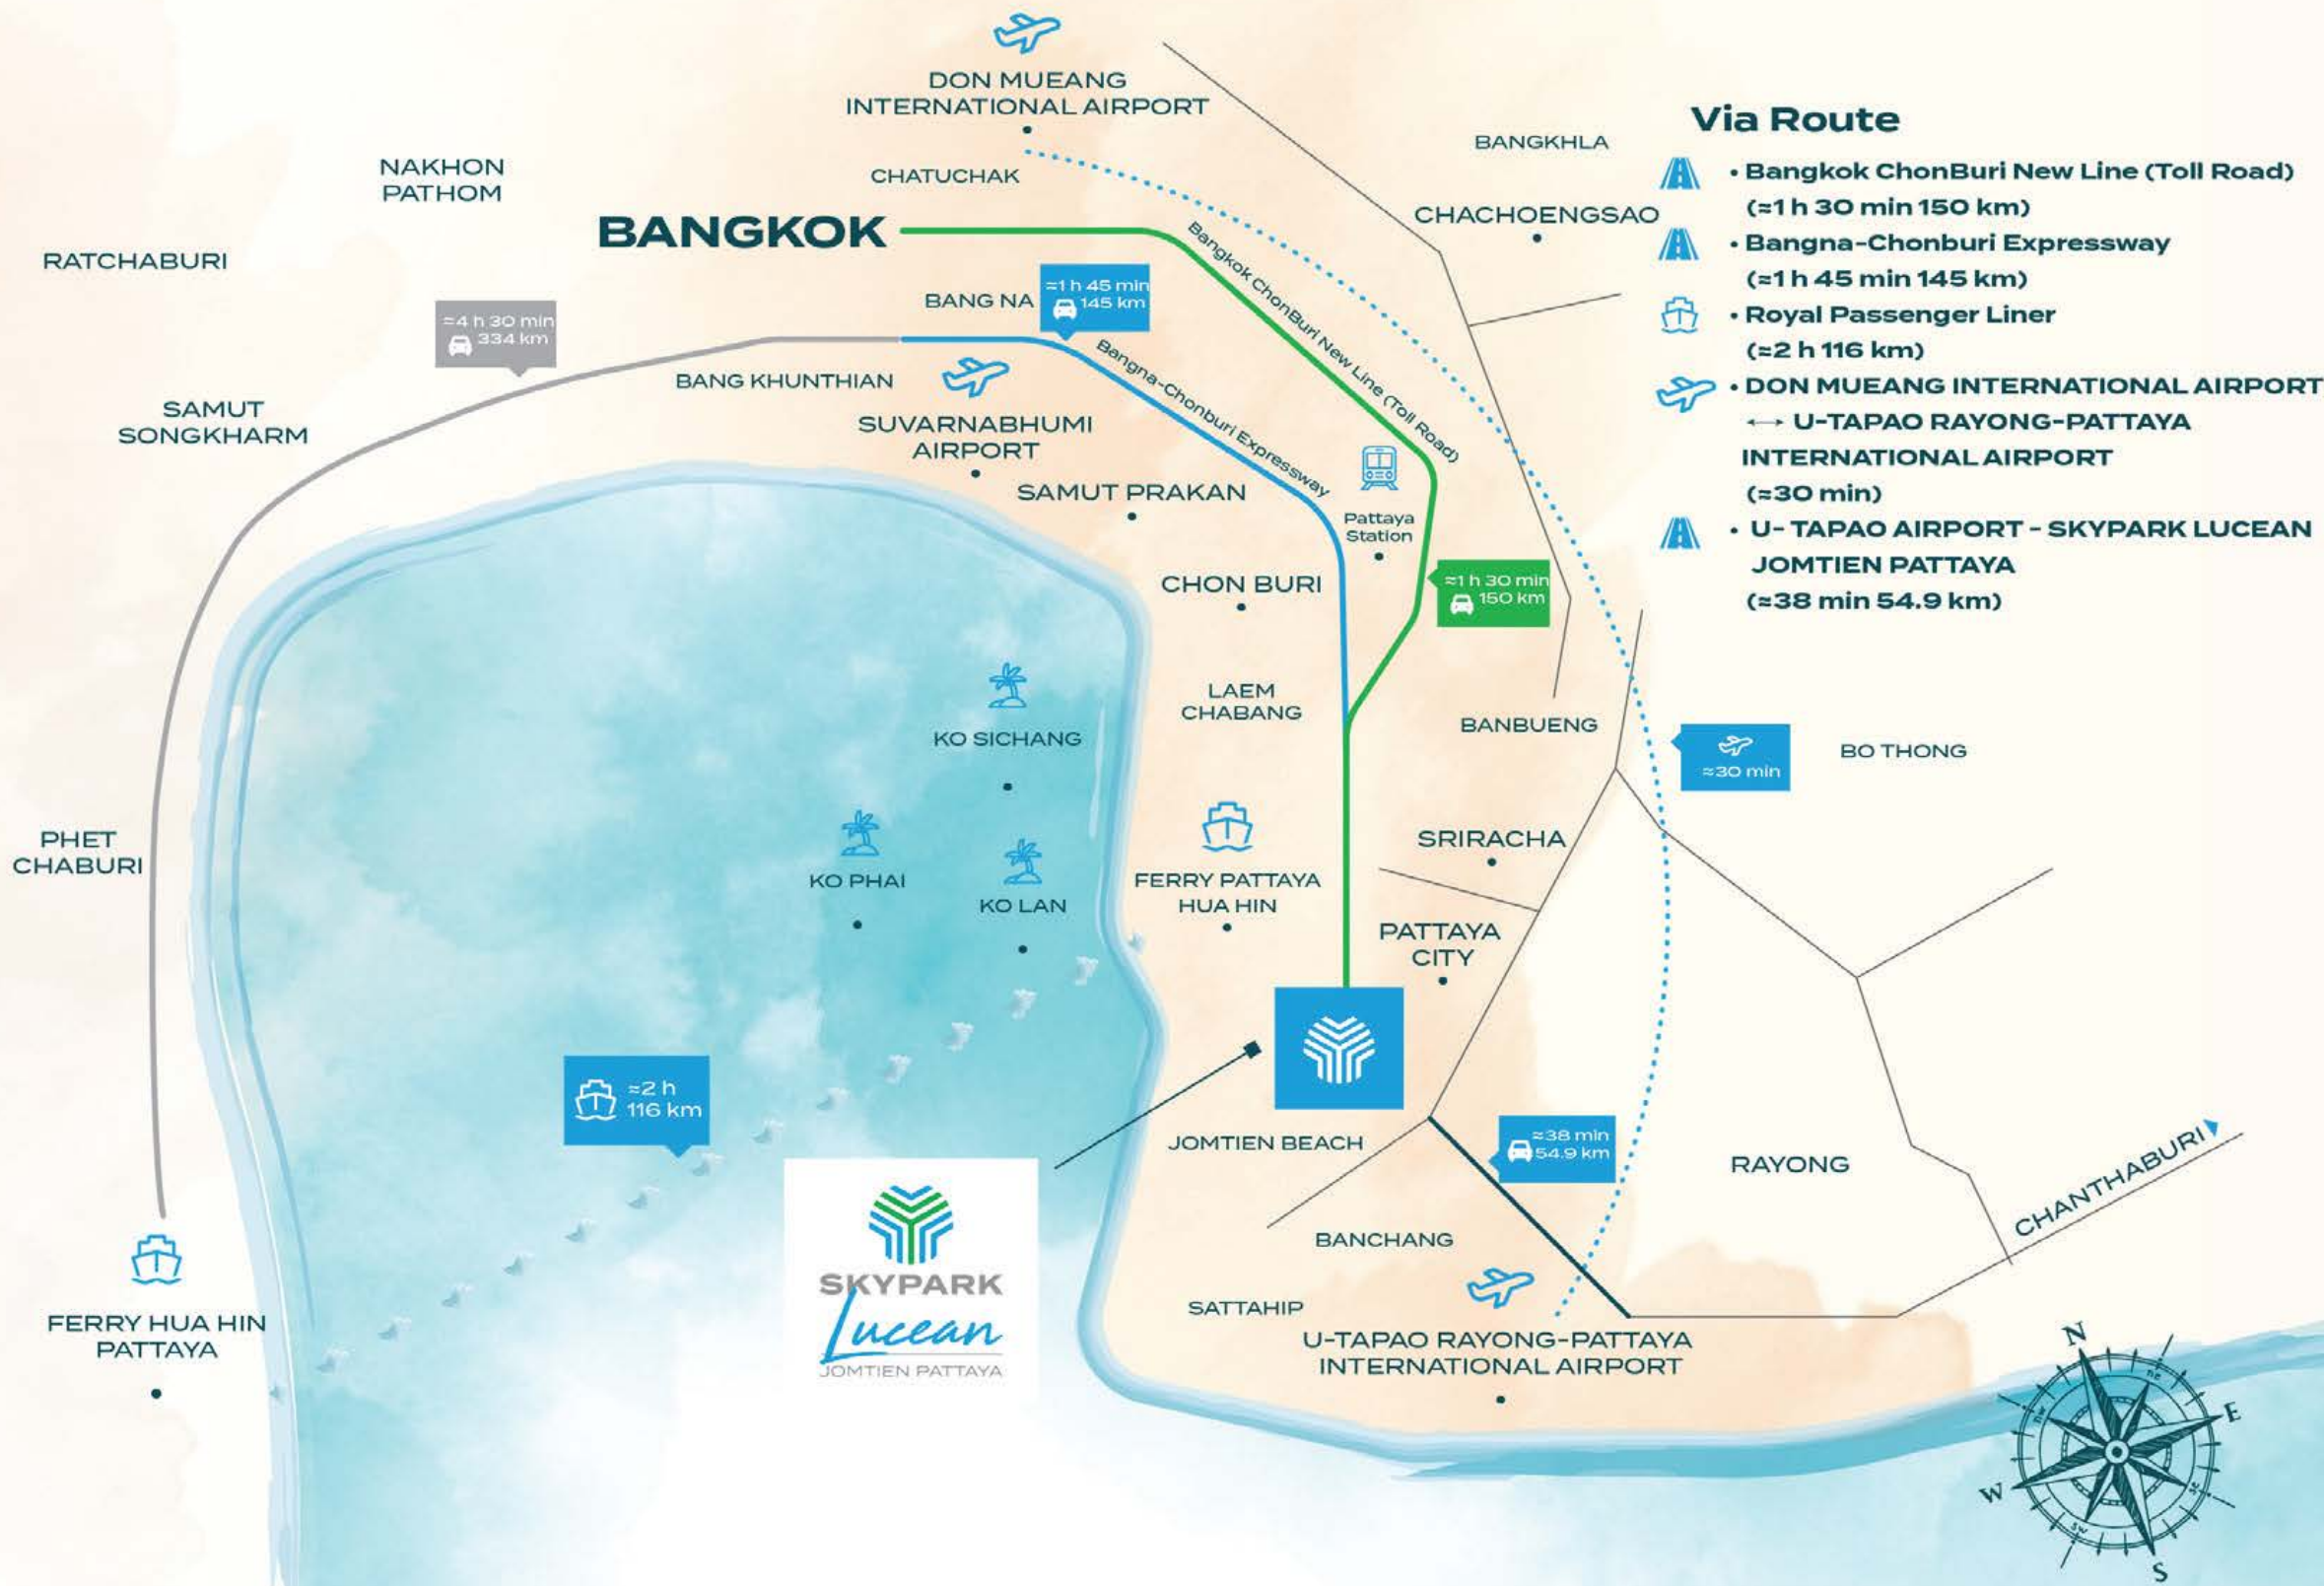 DON MUEANG
INTERNATIONAL AIRPORT
CHATUCHAK
NAKHON
PATHOM
RATCHABURI
BANGKOK
BANGKHLA
CHACHOENGSAO
Via Route
• Bangkok ChonBuri New Line (Toll Road)
(≈1 h 30 min 150 km)
• Bangna-Chonburi Expressway
(≈1 h 45 min 145 km)
• Royal Passenger Liner
(≈2 h 116 km)
• DON MUEANG INTERNATIONAL AIRPORT
↔ U-TAPAO RAYONG-PATTAYA
INTERNATIONAL AIRPORT
(≈30 min)
• U- TAPAO AIRPORT - SKYPARK LUCEAN
JOMTIEN PATTAYA
(≈38 min 54.9 km)
Bangkok ChonBuri New Line (Toll Road)
BANG NA
≈1 h 45 min
145 km
≈4 h 30 min
334 km
Bangna-Chonburi Expressway
BANG KHUNTHIAN
SUVARNABHUMI
AIRPORT
SAMUT
SONGKHARM
SAMUT PRAKAN
Pattaya
Station
CHON BURI
≈1 h 30 min
150 km
LAEM
CHABANG
BANBUENG
KO SICHANG
≈30 min
BO THONG
PHET
CHABURI
KO PHAI
KO LAN
FERRY PATTAYA
HUA HIN
SRIRACHA
PATTAYA
CITY
≈2 h
116 km
JOMTIEN BEACH
≈38 min
54.9 km
RAYONG
CHANTHABURI
SKYPARK
Lucean
JOMTIEN PATTAYA
BANCHANG
SATTAHIP
U-TAPAO RAYONG-PATTAYA
INTERNATIONAL AIRPORT
FERRY HUA HIN
PATTAYA
N
ne
nw
E
W
se
sw
S